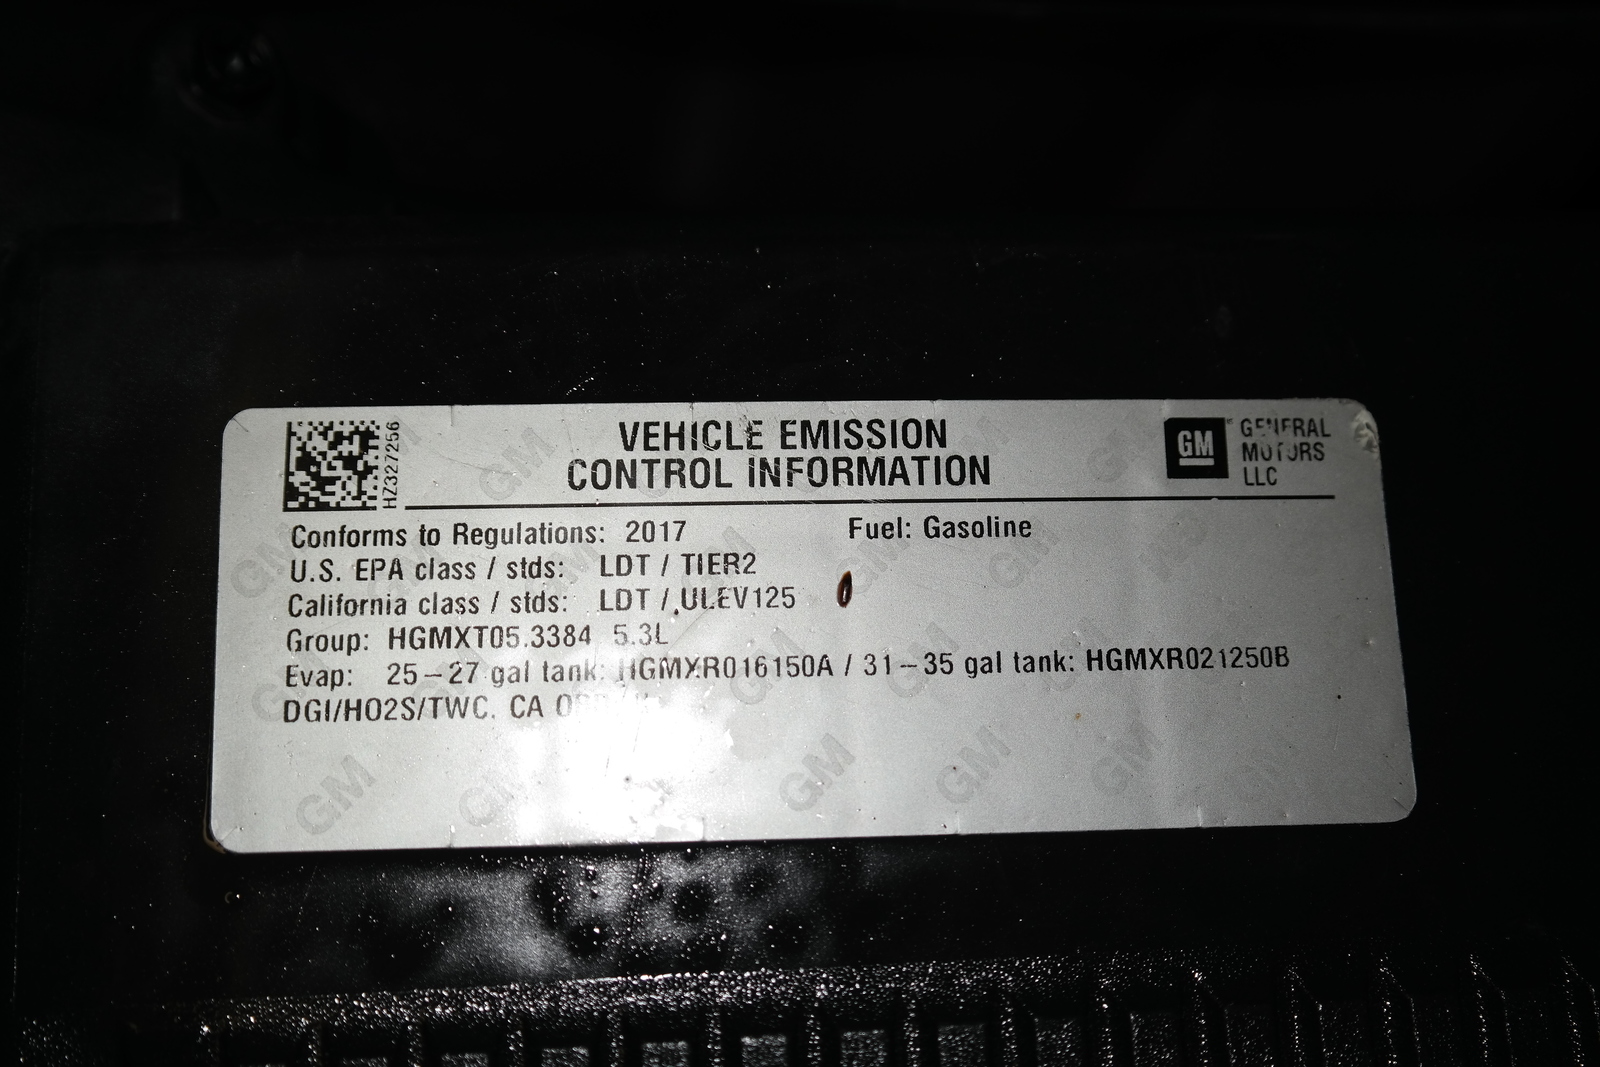 HZ327256
VEHICLE EMISSION
CONTROL INFORMATION
GM
GENERAL
MOTORS
LLC
Conforms to Regulations: 2017
Fuel: Gasoline
U.S. EPA class / stds: LDT / TIER2
California class / stds: LDT / ULEV125
Group: HGMXT05.3384 5.3L
Evap: 25-27 gal tank: HGMXR016150A / 31-35 gal tank: HGMXR021250B
DGI/HO2S/TWC. CA